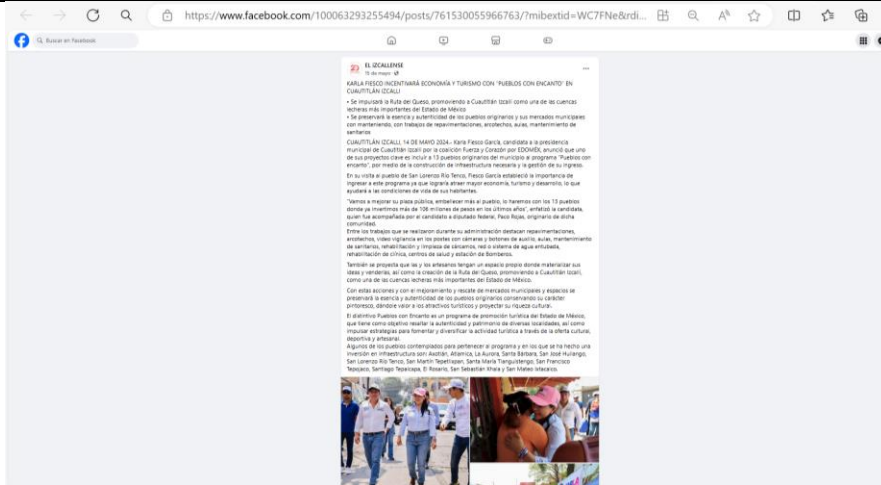 https://www.facebook.com/100063293255494/posts/761530055966763/?mibextid=WC7FNe&rdi...
Buscar en Facebook
EL IZCALLENSE
15 de mayo
KARLA FIESCO INCENTIVARÁ ECONOMÍA Y TURISMO CON "PUEBLOS CON ENCANTO" EN
CUAUTITLÁN IZCALLI
• Se impulsará la Ruta del Queso, promoviendo a Cuautitlán Izcalli como una de las cuencas
lecheras más importantes del Estado de México
• Se preservará la esencia y autenticidad de los pueblos originarios y sus mercados municipales
con manteniendo, con trabajos de repavimentaciones, arcotechos, aulas, mantenimiento de
sanitarios
CUAUTITLÁN IZCALLI, 14 DE MAYO 2024.- Karla Fiesco García, candidata a la presidencia
municipal de Cuautitlán Izcalli por la coalición Fuerza y Corazón por EDOMÉX, anunció que uno
de sus proyectos clave es incluir a 13 pueblos originarios del municipio al programa "Pueblos con
encanto", por medio de la construcción de infraestructura necesaria y la gestión de su ingreso.
En su visita al pueblo de San Lorenzo Río Tenco, Fiesco García estableció la importancia de
ingresar a este programa ya que lograría atraer mayor economía, turismo y desarrollo, lo que
ayudará a las condiciones de vida de sus habitantes.
"Vamos a mejorar su plaza pública, embellecer más al pueblo, lo haremos con los 13 pueblos
donde ya invertimos más de 108 millones de pesos en los últimos años", enfatizó la candidata,
quien fue acompañada por el candidato a diputado federal, Paco Rojas, originario de dicha
comunidad.
Entre los trabajos que se realizaron durante su administración destacan repavimentaciones,
arcotechos, video vigilancia en los postes con cámaras y botones de auxilio, aulas, mantenimiento
de sanitarios, rehabilitación y limpieza de cárcamos, red o sistema de agua entubada,
rehabilitación de clínica, centros de salud y estación de Bomberos.
También se proyecta que las y los artesanos tengan un espacio propio donde materializar sus
ideas y venderlas, así como la creación de la Ruta del Queso, promoviendo a Cuautitlán Izcalli,
como una de las cuencas lecheras más importantes del Estado de México.
Con estas acciones y con el mejoramiento y rescate de mercados municipales y espacios se
preservará la esencia y autenticidad de los pueblos originarios conservando su carácter
pintoresco, dándole valor a los atractivos turísticos y proyectar su riqueza cultural.
El distintivo Pueblos con Encanto es un programa de promoción turística del Estado de México,
que tiene como objetivo resaltar la autenticidad y patrimonio de diversas localidades, así como
impulsar estrategias para fomentar y diversificar la actividad turística a través de la oferta cultural,
deportiva y artesanal.
Algunos de los pueblos contemplados para pertenecer al programa y en los que se ha hecho una
inversión en infraestructura son: Axotlán, Atlamica, La Aurora, Santa Bárbara, San José Huilango,
San Lorenzo Río Tenco, San Martín Tepetlixpan, Santa María Tianguistengo, San Francisco
Tepojaco, Santiago Tepalcapa, El Rosario, San Sebastián Xhala y San Mateo Ixtacalco.